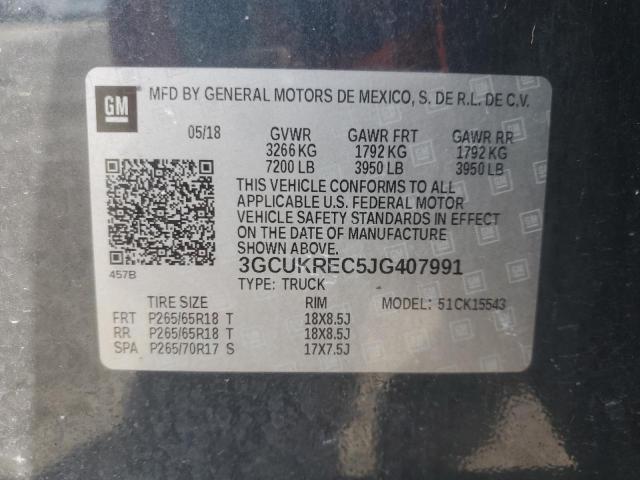 GM
MFD BY GENERAL MOTORS DE MEXICO, S. DE R.L. DE C.V.
05/18 GVWR GAWR FRT GAWR RR
3266 KG 1792 KG 1792 KG
7200 LB 3950 LB 3950 LB
THIS VEHICLE CONFORMS TO ALL
APPLICABLE U.S. FEDERAL MOTOR
VEHICLE SAFETY STANDARDS IN EFFECT
ON THE DATE OF MANUFACTURE
SHOWN ABOVE.
457B
3GCUKREC5JG407991
TYPE: TRUCK
TIRE SIZE RIM MODEL: 51CK15543
FRT P265/65R18 T 18X8.5J
RR P265/65R18 T 18X8.5J
SPA P265/70R17 S 17X7.5J